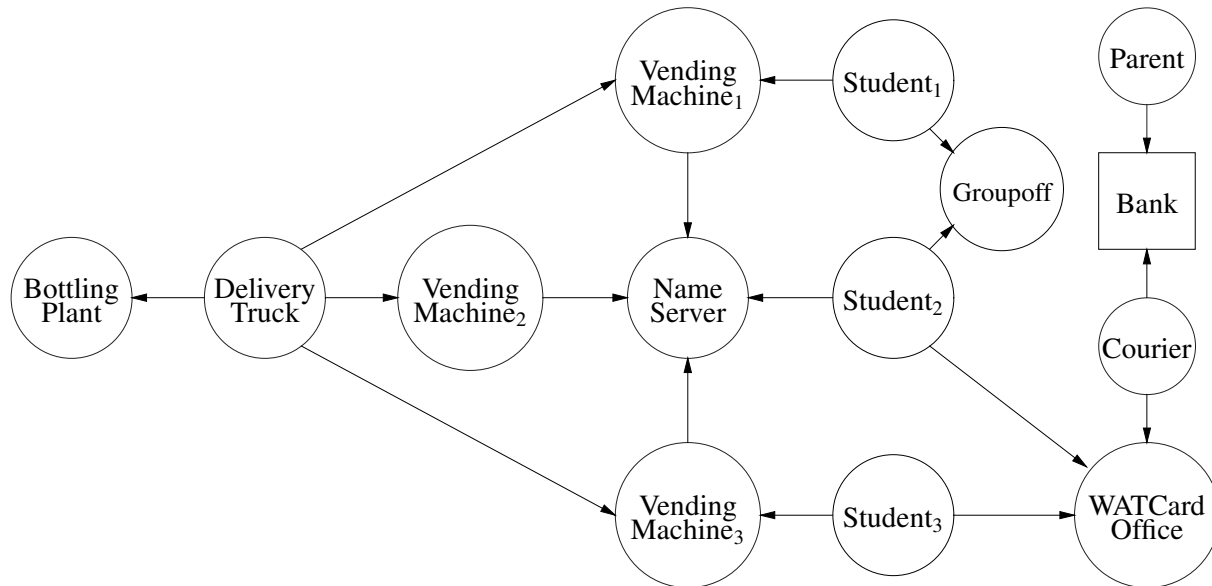 Vending
Machine₁
Student₁
Parent
Groupoff
Bank
Bottling
Plant
Delivery
Truck
Vending
Machine₂
Name
Server
Student₂
Courier
Vending
Machine₃
Student₃
WATCard
Office